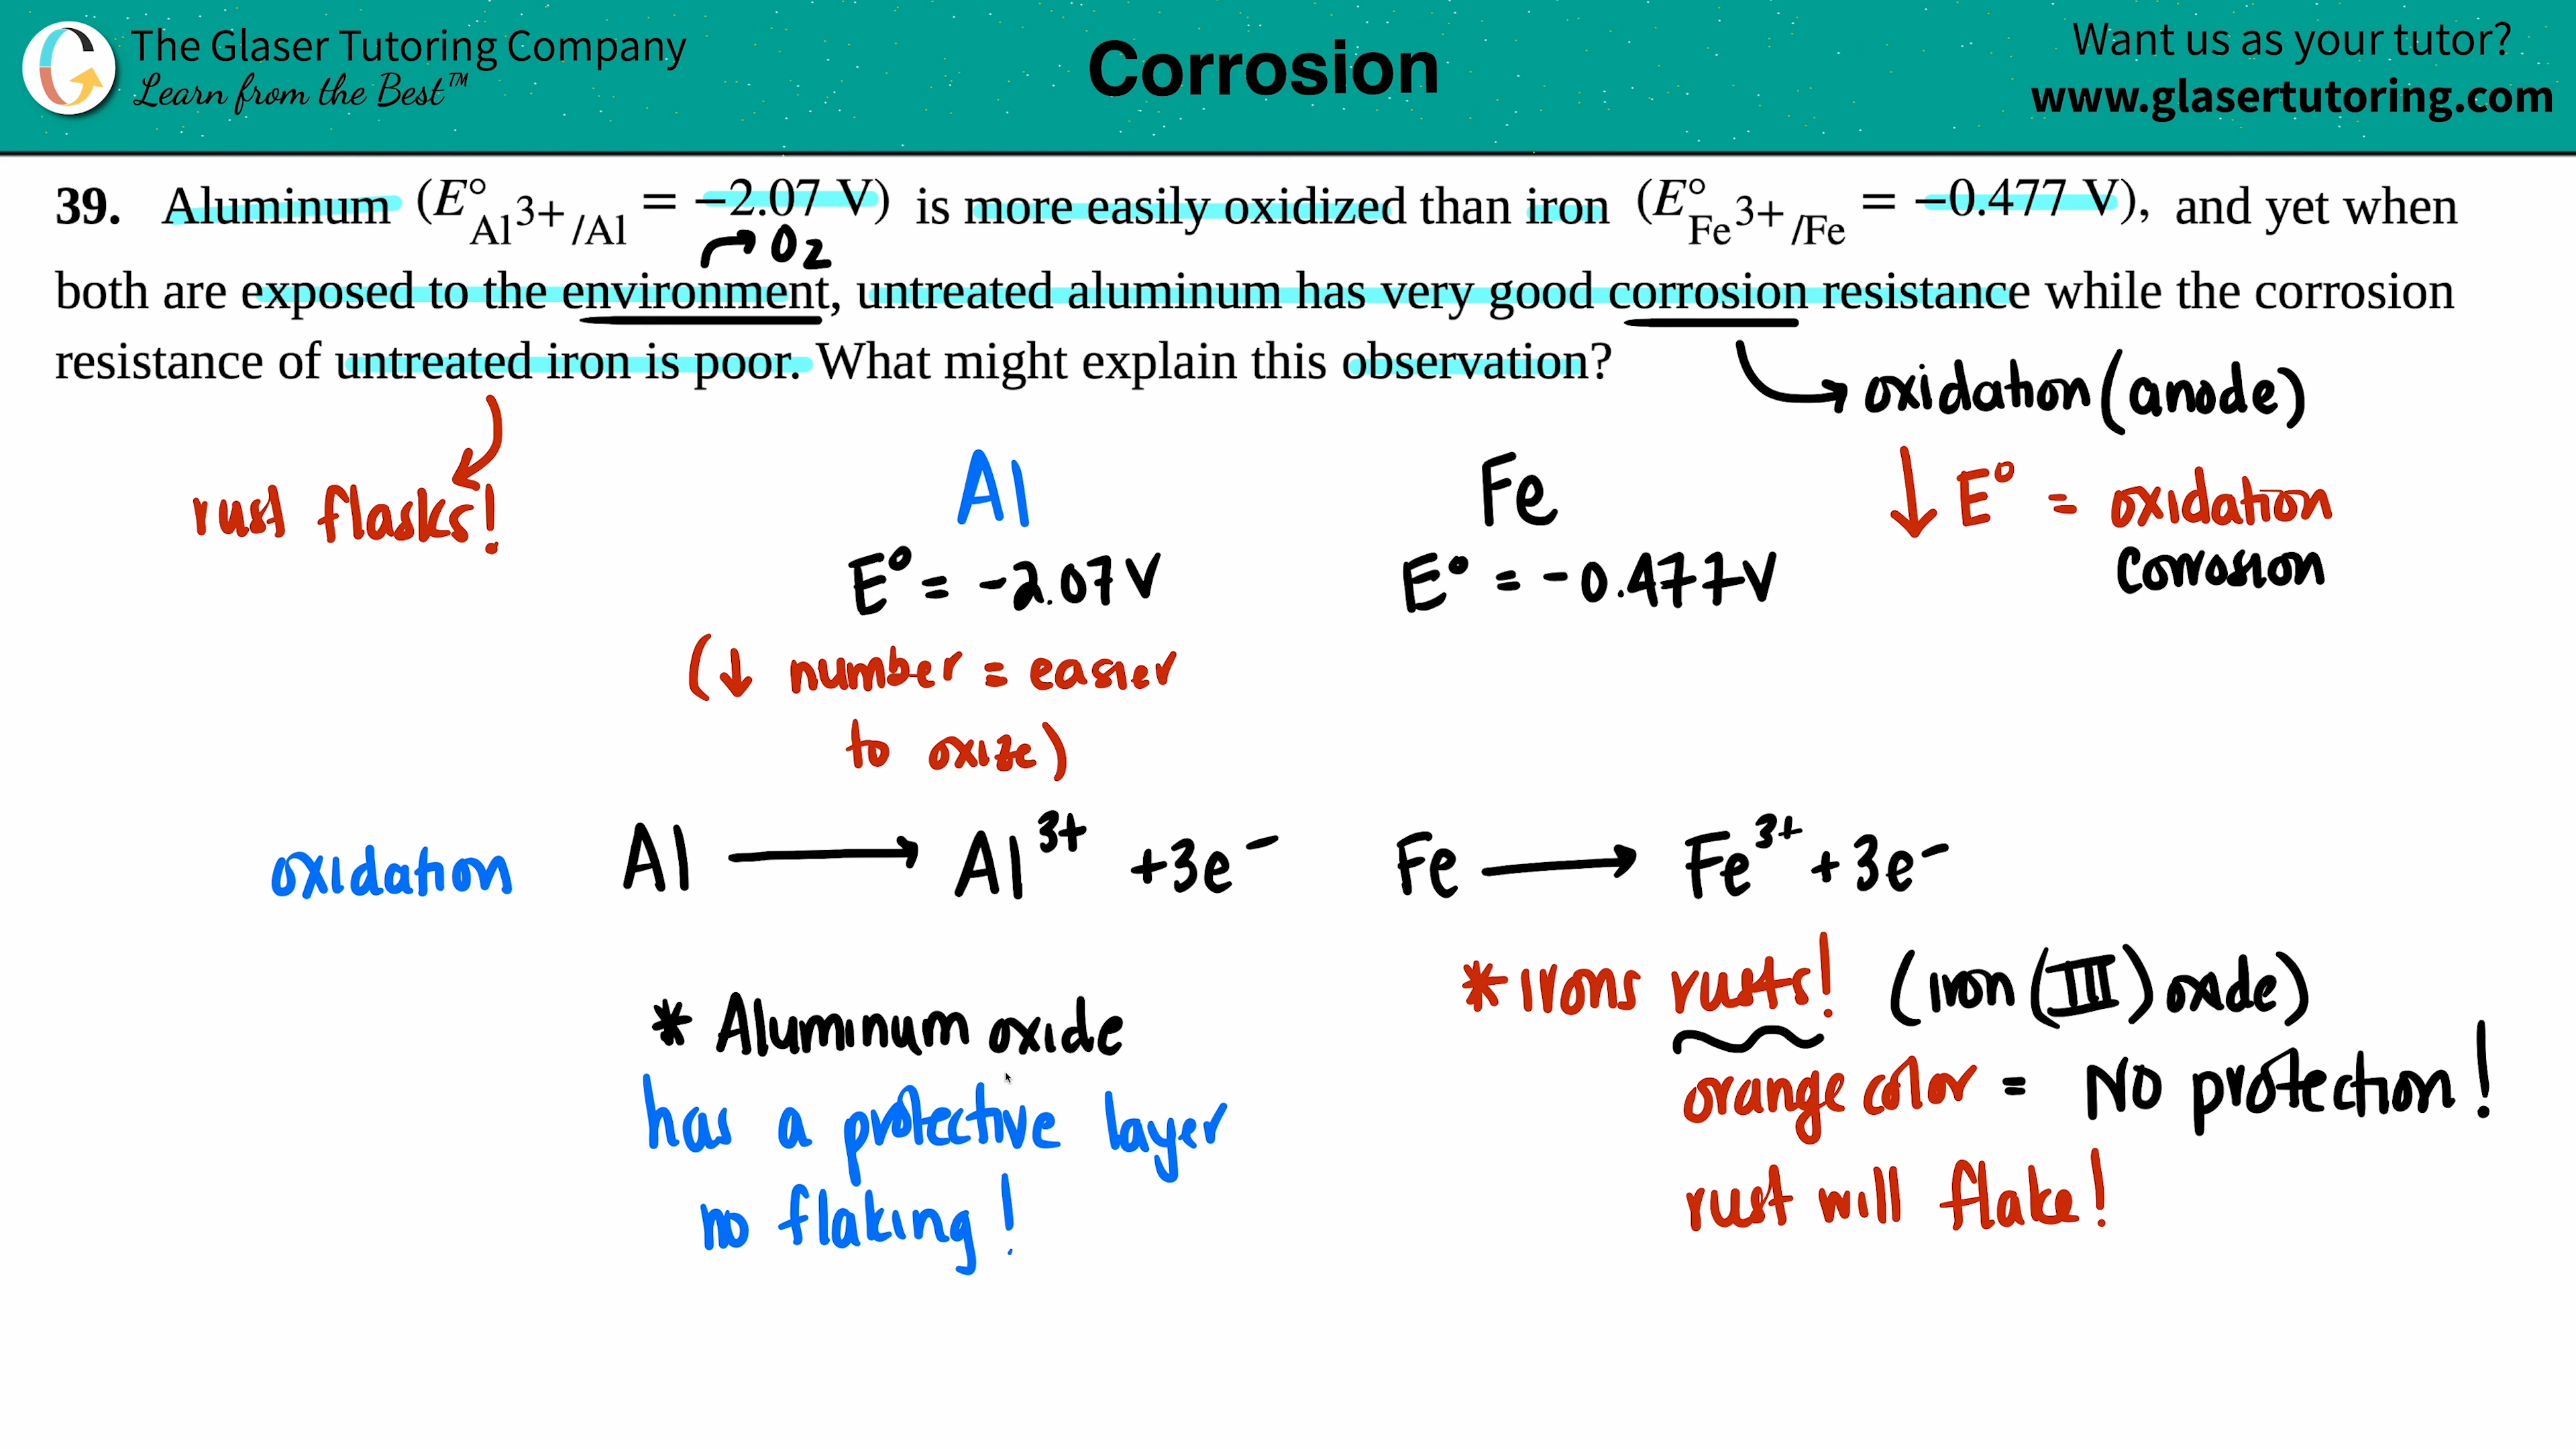 The Glaser Tutoring Company
Learn from the Best™
Corrosion
Want us as your tutor?
www.glasertutoring.com
39. Aluminum (E°Al3+/Al = −2.07 V) is more easily oxidized than iron (E°Fe3+/Fe = −0.477 V), and yet when
→ O2
both are exposed to the environment, untreated aluminum has very good corrosion resistance while the corrosion
resistance of untreated iron is poor. What might explain this observation?
→ oxidation (anode)
rust flasks!
Al
Fe
↓ E° = oxidation
corrosion
E° = -2.07 V
E° = -0.477 V
(↓ number = easier
to oxize)
oxidation
Al → Al3+ +3e-
Fe → Fe3+ + 3e-
* Aluminum oxide
has a protective layer
no flaking!
* irons rusts! (iron (III) oxide)
orange color = No protection!
rust will flake!